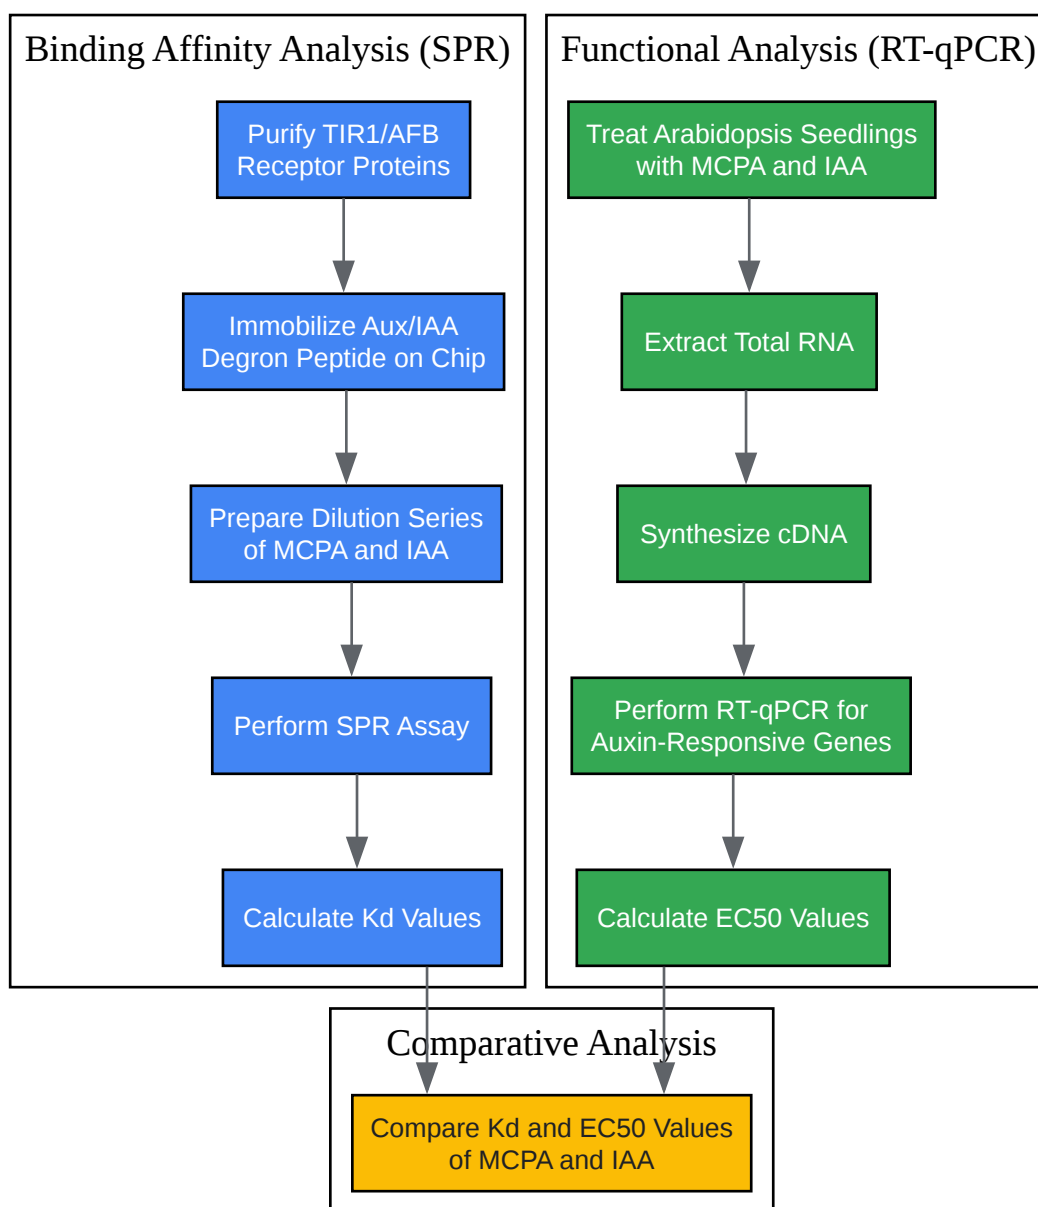 Binding Affinity Analysis (SPR)
Purify TIR1/AFB
Receptor Proteins
Immobilize Aux/IAA
Degron Peptide on Chip
Prepare Dilution Series
of MCPA and IAA
Perform SPR Assay
Calculate Kd Values
Functional Analysis (RT-qPCR)
Treat Arabidopsis Seedlings
with MCPA and IAA
Extract Total RNA
Synthesize cDNA
Perform RT-qPCR for
Auxin-Responsive Genes
Calculate EC50 Values
Comparative Analysis
Compare Kd and EC50 Values
of MCPA and IAA